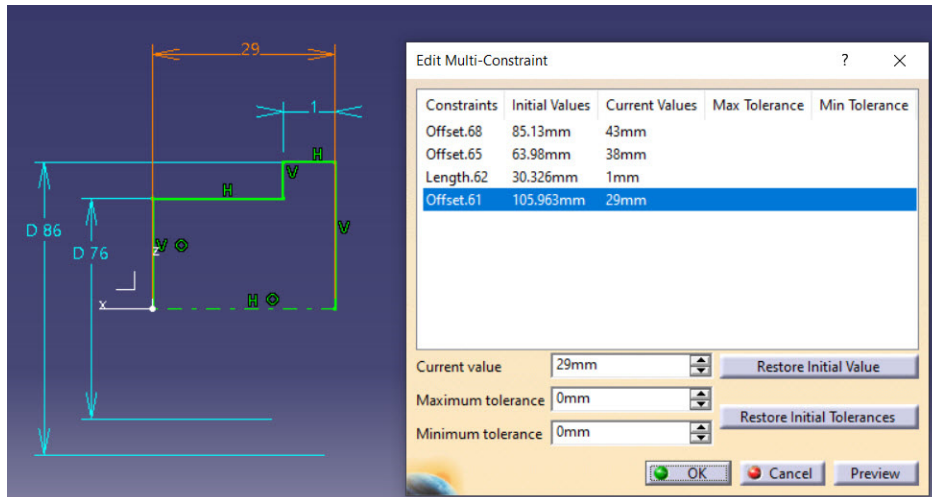 29
1
H
V
H
V
D 86
D 76
V
z
x
H
Edit Multi-Constraint ? ×
Constraints Initial Values Current Values Max Tolerance Min Tolerance
Offset.68 85.13mm 43mm
Offset.65 63.98mm 38mm
Length.62 30.326mm 1mm
Offset.61 105.963mm 29mm
Current value 29mm Restore Initial Value
Maximum tolerance 0mm
Restore Initial Tolerances
Minimum tolerance 0mm
OK Cancel Preview